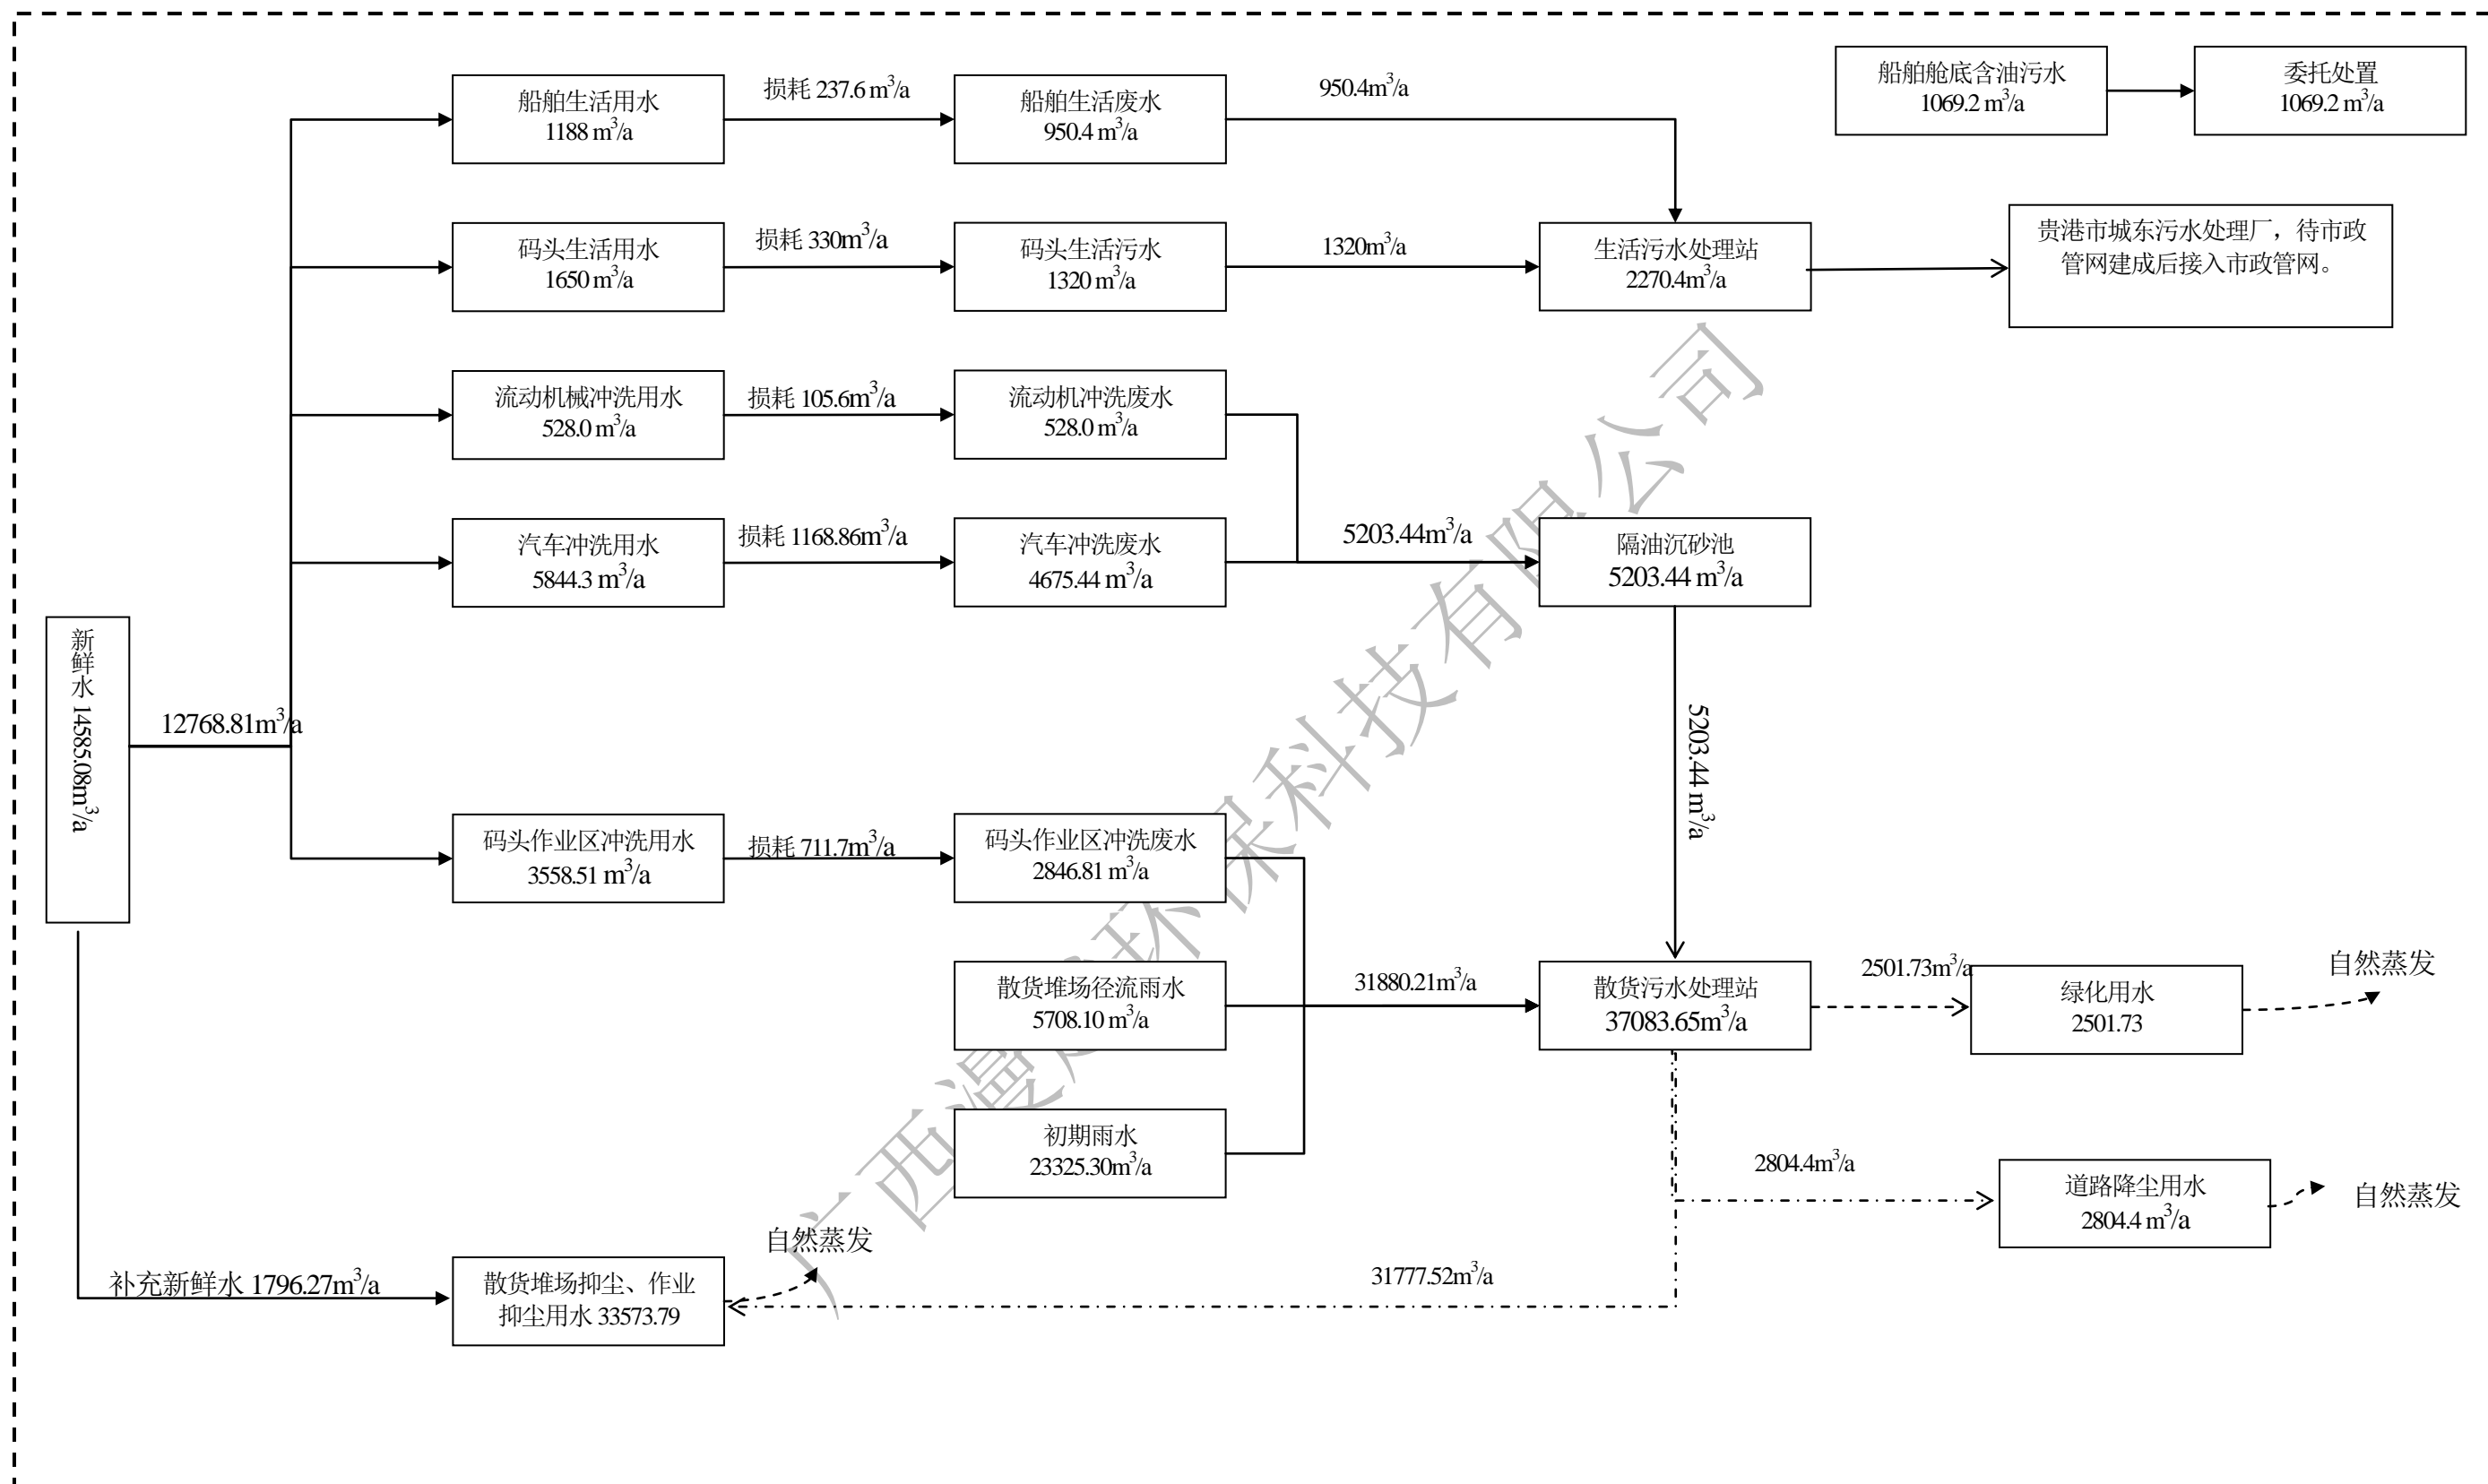 船舶舱底含油污水
1069.2 m³/a
委托处置
1069.2 m³/a
船舶生活用水
1188 m³/a
损耗 237.6 m³/a
船舶生活废水
950.4 m³/a
950.4m³/a
码头生活用水
1650 m³/a
损耗 330m³/a
码头生活污水
1320 m³/a
1320m³/a
生活污水处理站
2270.4m³/a
贵港市城东污水处理厂，待市政
管网建成后接入市政管网。
流动机械冲洗用水
528.0 m³/a
损耗 105.6m³/a
流动机冲洗废水
528.0 m³/a
汽车冲洗用水
5844.3 m³/a
损耗 1168.86m³/a
汽车冲洗废水
4675.44 m³/a
5203.44m³/a
隔油沉砂池
5203.44 m³/a
新鲜水 14585.08m³/a
12768.81m³/a
5203.44 m³/a
码头作业区冲洗用水
3558.51 m³/a
损耗 711.7m³/a
码头作业区冲洗废水
2846.81 m³/a
散货堆场径流雨水
5708.10 m³/a
31880.21m³/a
散货污水处理站
37083.65m³/a
2501.73m³/a
绿化用水
2501.73
自然蒸发
初期雨水
23325.30m³/a
2804.4m³/a
道路降尘用水
2804.4 m³/a
自然蒸发
自然蒸发
补充新鲜水 1796.27m³/a
散货堆场抑尘、作业
抑尘用水 33573.79
31777.52m³/a
广西漫
环保科技有限公司